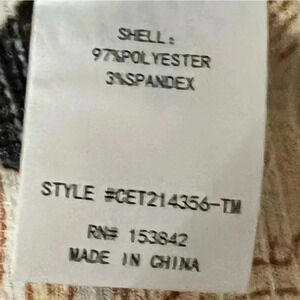 SHELL:
97%POLYESTER
3%SPANDEX
STYLE #CET214356-TM
RN# 153842
MADE IN CHINA